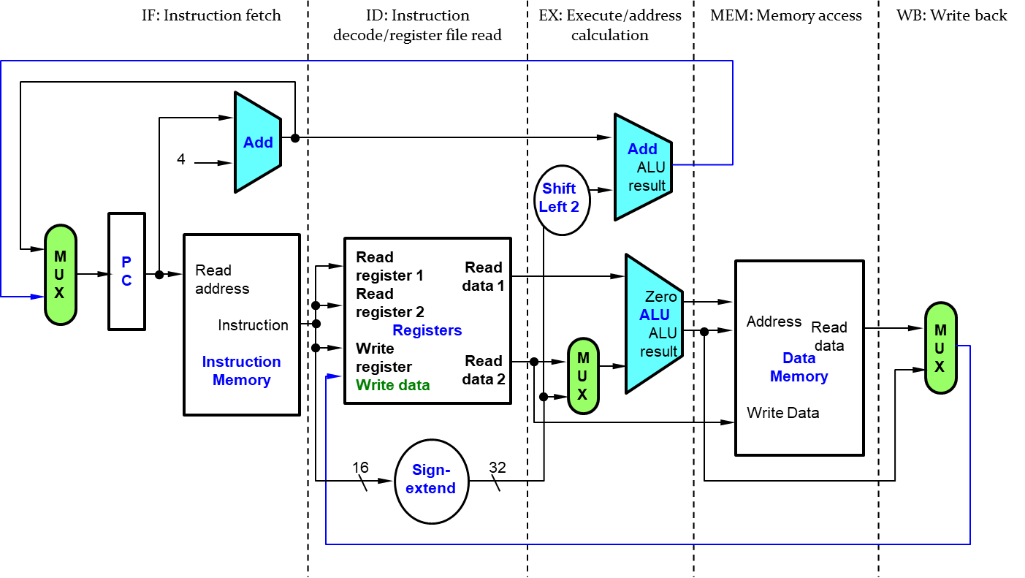 IF: Instruction fetch
ID: Instruction
decode/register file read
EX: Execute/address
calculation
MEM: Memory access
WB: Write back
Add
4
Add
ALU
result
Shift
Left 2
M
U
X
P
C
Read
address
Instruction
Instruction
Memory
Read
register 1
Read
register 2
Registers
Write
register
Write data
Read
data 1
Read
data 2
M
U
X
Zero
ALU
ALU
result
Address
Read
data
Data
Memory
Write Data
M
U
X
16
Sign-
extend
32